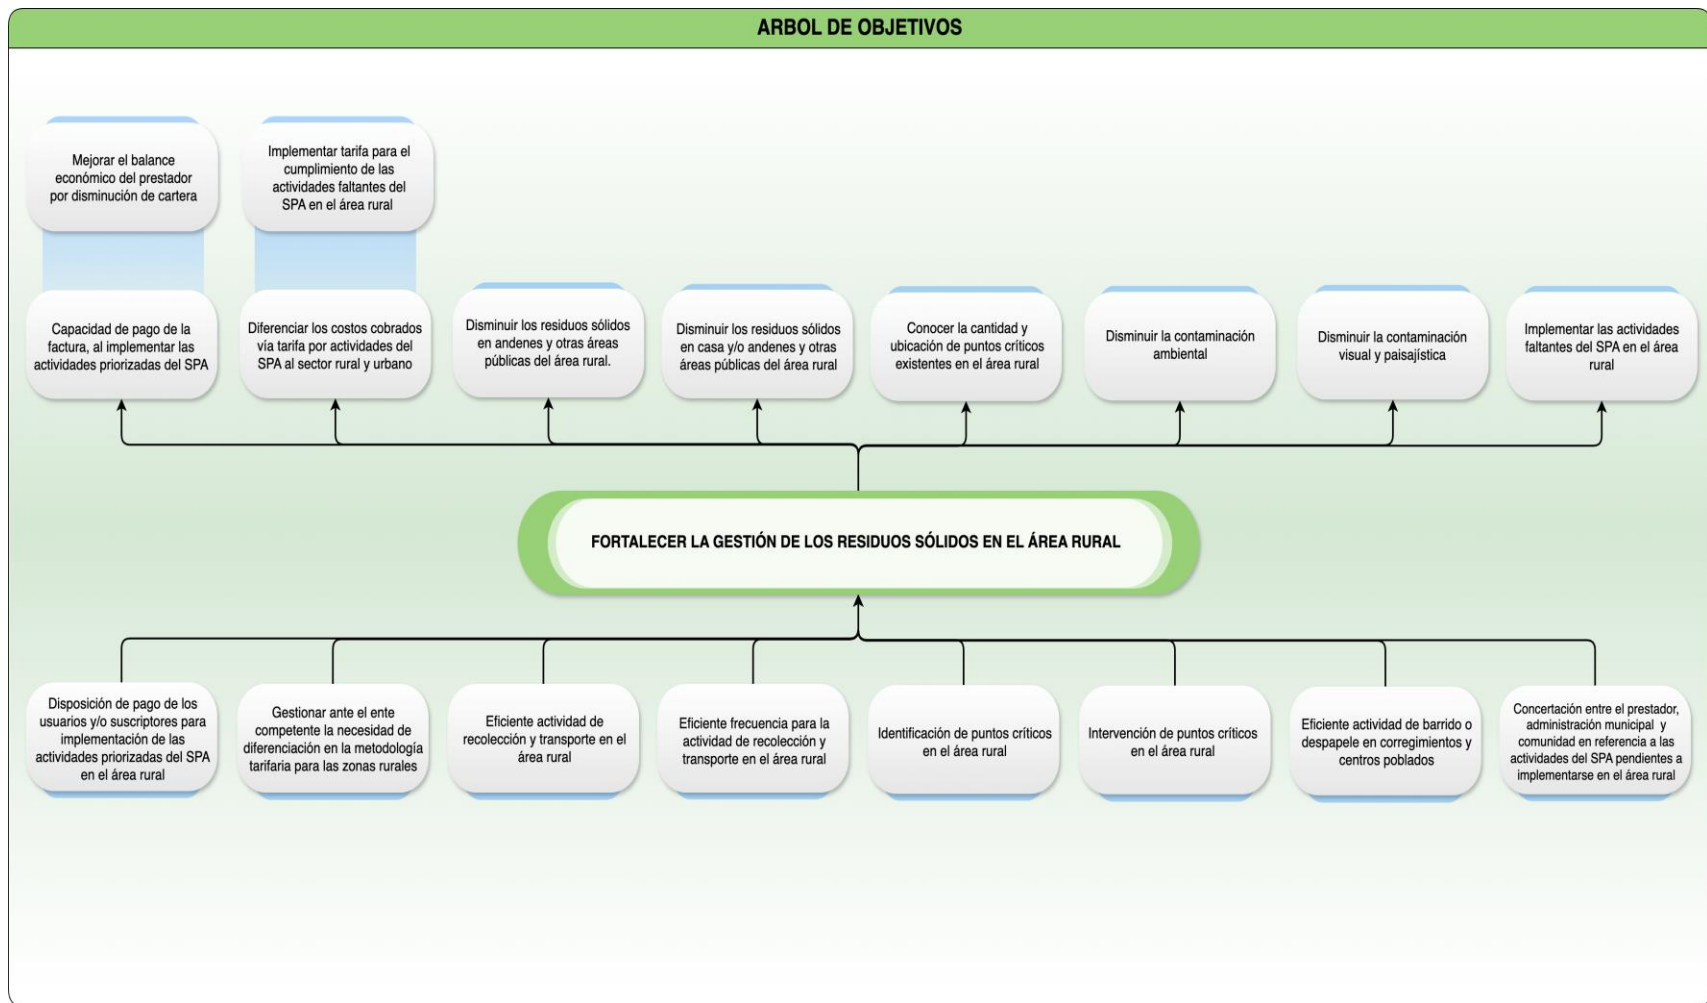 ARBOL DE OBJETIVOS
Mejorar el balance
económico del prestador
por disminución de cartera
Implementar tarifa para el
cumplimiento de las
actividades faltantes del
SPA en el área rural
Capacidad de pago de la
factura, al implementar las
actividades priorizadas del SPA
Diferenciar los costos cobrados
vía tarifa por actividades del
SPA al sector rural y urbano
Disminuir los residuos sólidos
en andenes y otras áreas
públicas del área rural.
Disminuir los residuos sólidos
en casa y/o andenes y otras
áreas públicas del área rural
Conocer la cantidad y
ubicación de puntos críticos
existentes en el área rural
Disminuir la contaminación
ambiental
Disminuir la contaminación
visual y paisajística
Implementar las actividades
faltantes del SPA en el área
rural
FORTALECER LA GESTIÓN DE LOS RESIDUOS SÓLIDOS EN EL ÁREA RURAL
Disposición de pago de los
usuarios y/o suscriptores para
implementación de las
actividades priorizadas del SPA
en el área rural
Gestionar ante el ente
competente la necesidad de
diferenciación en la metodología
tarifaria para las zonas rurales
Eficiente actividad de
recolección y transporte en el
área rural
Eficiente frecuencia para la
actividad de recolección y
transporte en el área rural
Identificación de puntos críticos
en el área rural
Intervención de puntos críticos
en el área rural
Eficiente actividad de barrido o
despapele en corregimientos y
centros poblados
Concertación entre el prestador,
administración municipal y
comunidad en referencia a las
actividades del SPA pendientes a
implementarse en el área rural